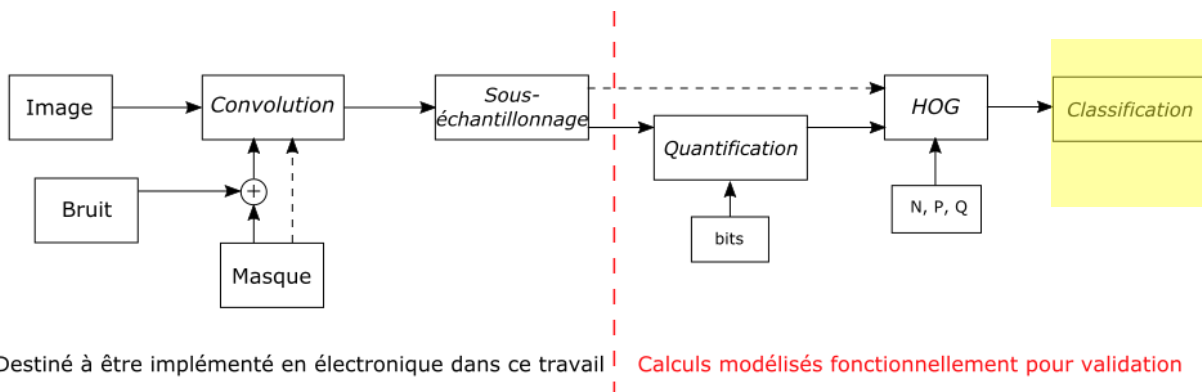 Image
Convolution
Sous-
échantillonnage
HOG
Classification
Quantification
Bruit
+
N, P, Q
bits
Masque
Destiné à être implémenté en électronique dans ce travail
Calculs modélisés fonctionnellement pour validation